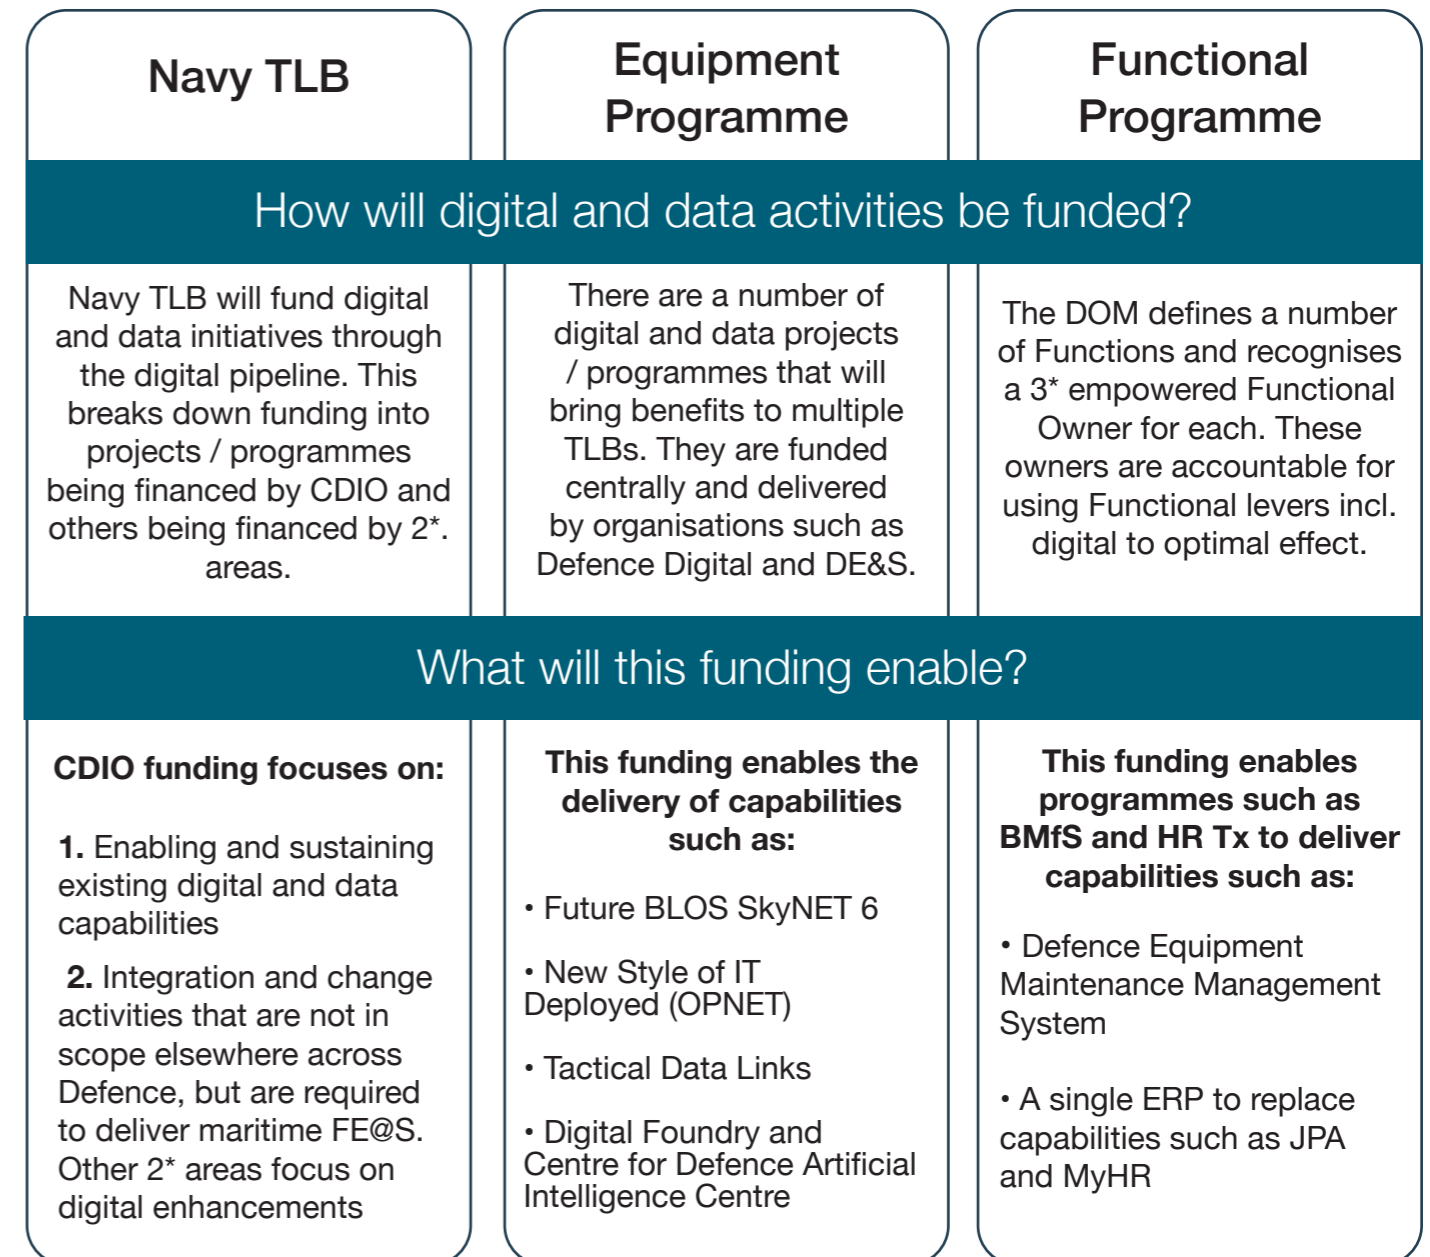 Navy TLB
Equipment
Programme
Functional
Programme
How will digital and data activities be funded?
Navy TLB will fund digital
and data initiatives through
the digital pipeline. This
breaks down funding into
projects / programmes
being financed by CDIO and
others being financed by 2*.
areas.
There are a number of
digital and data projects
/ programmes that will
bring benefits to multiple
TLBs. They are funded
centrally and delivered
by organisations such as
Defence Digital and DE&S.
The DOM defines a number
of Functions and recognises
a 3* empowered Functional
Owner for each. These
owners are accountable for
using Functional levers incl.
digital to optimal effect.
What will this funding enable?
CDIO funding focuses on:
1. Enabling and sustaining
existing digital and data
capabilities
2. Integration and change
activities that are not in
scope elsewhere across
Defence, but are required
to deliver maritime FE@S.
Other 2* areas focus on
digital enhancements
This funding enables the
delivery of capabilities
such as:
• Future BLOS SkyNET 6
• New Style of IT
Deployed (OPNET)
• Tactical Data Links
• Digital Foundry and
Centre for Defence Artificial
Intelligence Centre
This funding enables
programmes such as
BMfS and HR Tx to deliver
capabilities such as:
• Defence Equipment
Maintenance Management
System
• A single ERP to replace
capabilities such as JPA
and MyHR